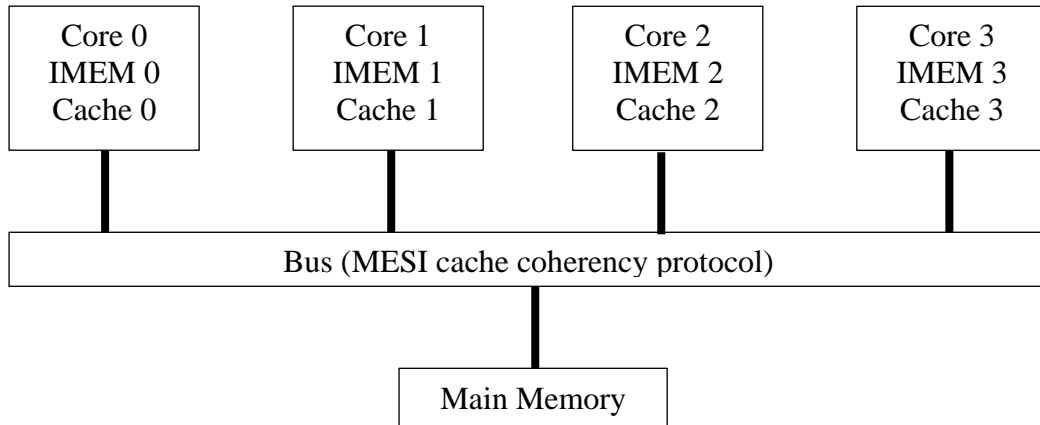 Core 0
IMEM 0
Cache 0
Core 1
IMEM 1
Cache 1
Core 2
IMEM 2
Cache 2
Core 3
IMEM 3
Cache 3
Bus (MESI cache coherency protocol)
Main Memory